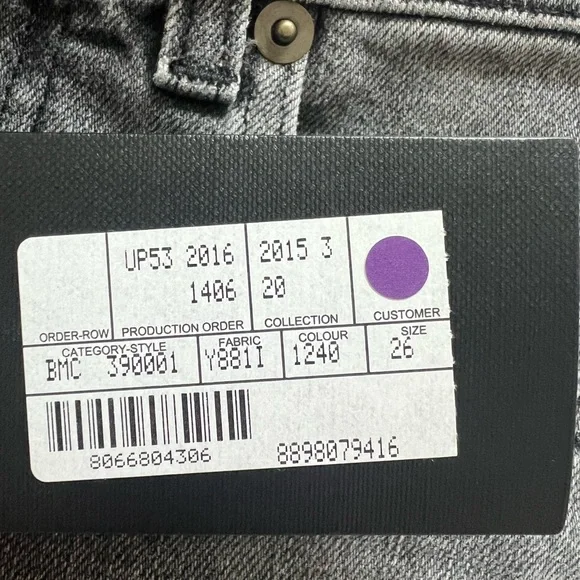 UP53 2016 2015 3
1406 20
ORDER-ROW PRODUCTION ORDER COLLECTION CUSTOMER
CATEGORY-STYLE FABRIC COLOUR SIZE
BMC 390001 Y881I 1240 26
8066804306 8898079416